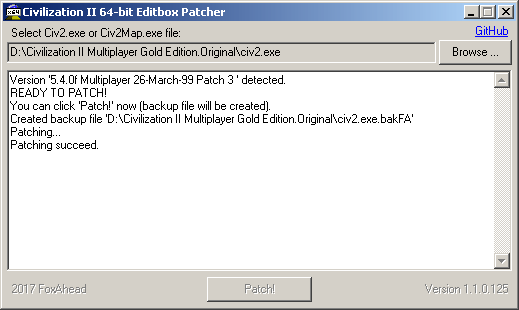 Civilization II 64-bit Editbox Patcher
Select Civ2.exe or Civ2Map.exe file:
GitHub
D:\Civilization II Multiplayer Gold Edition.Original\civ2.exe
Browse ...
Version '5.4.0f Multiplayer 26-March-99 Patch 3 ' detected.
READY TO PATCH!
You can click 'Patch!' now (backup file will be created).
Created backup file 'D:\Civilization II Multiplayer Gold Edition.Original\civ2.exe.bakFA'
Patching...
Patching succeed.
2017 FoxAhead
Patch!
Version 1.1.0.125